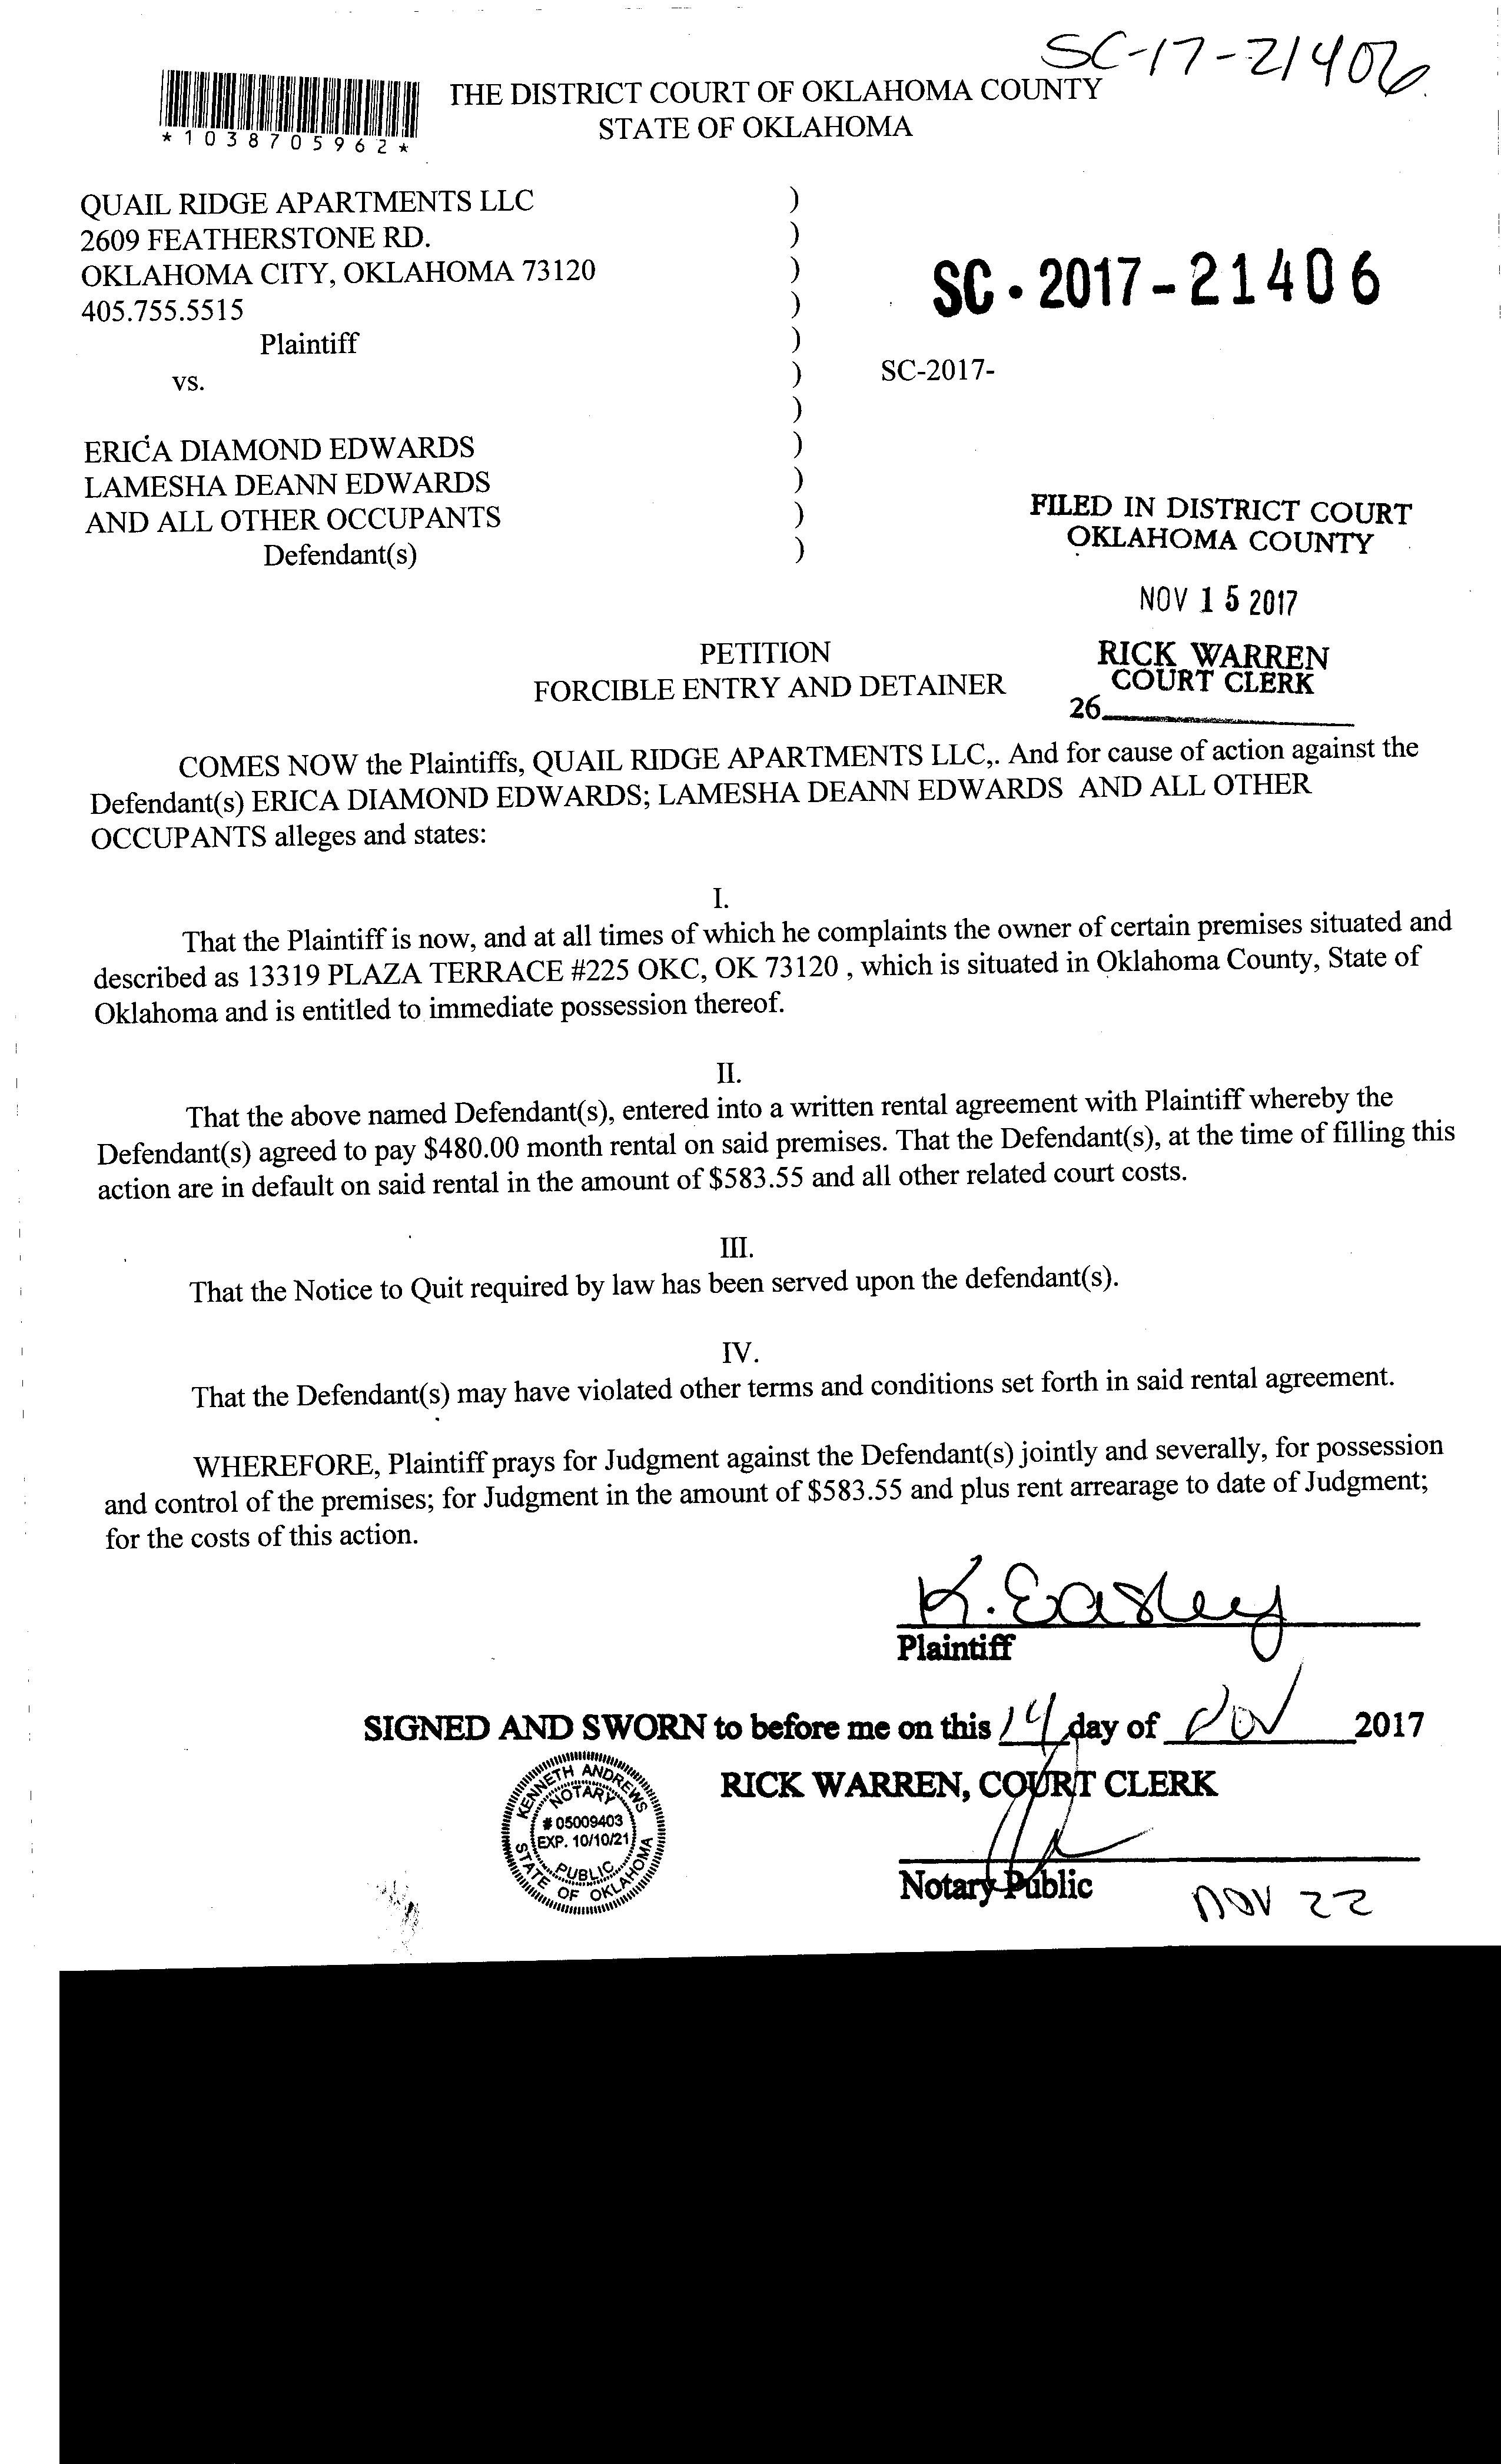 SC-17-21406
THE DISTRICT COURT OF OKLAHOMA COUNTY
STATE OF OKLAHOMA
*1038705962*
QUAIL RIDGE APARTMENTS LLC )
2609 FEATHERSTONE RD. )
OKLAHOMA CITY, OKLAHOMA 73120 )
405.755.5515 )
Plaintiff )
vs. )
)
ERICA DIAMOND EDWARDS )
LAMESHA DEANN EDWARDS )
AND ALL OTHER OCCUPANTS )
Defendant(s) )
SC-2017-21406
SC-2017-
FILED IN DISTRICT COURT
OKLAHOMA COUNTY
NOV 15 2017
RICK WARREN
COURT CLERK
26
PETITION
FORCIBLE ENTRY AND DETAINER
COMES NOW the Plaintiffs, QUAIL RIDGE APARTMENTS LLC,. And for cause of action against the
Defendant(s) ERICA DIAMOND EDWARDS; LAMESHA DEANN EDWARDS AND ALL OTHER
OCCUPANTS alleges and states:
I.
That the Plaintiff is now, and at all times of which he complaints the owner of certain premises situated and
described as 13319 PLAZA TERRACE #225 OKC, OK 73120 , which is situated in Oklahoma County, State of
Oklahoma and is entitled to immediate possession thereof.
II.
That the above named Defendant(s), entered into a written rental agreement with Plaintiff whereby the
Defendant(s) agreed to pay $480.00 month rental on said premises. That the Defendant(s), at the time of filling this
action are in default on said rental in the amount of $583.55 and all other related court costs.
III.
That the Notice to Quit required by law has been served upon the defendant(s).
IV.
That the Defendant(s) may have violated other terms and conditions set forth in said rental agreement.
WHEREFORE, Plaintiff prays for Judgment against the Defendant(s) jointly and severally, for possession
and control of the premises; for Judgment in the amount of $583.55 and plus rent arrearage to date of Judgment;
for the costs of this action.
K. Easley
Plaintiff
SIGNED AND SWORN to before me on this 14 day of NOV 2017
RICK WARREN, COURT CLERK
KENNETH ANDREWS
NOTARY
# 05009403
EXP. 10/10/21
PUBLIC
STATE OF OKLAHOMA
Notary Public
NOV 22